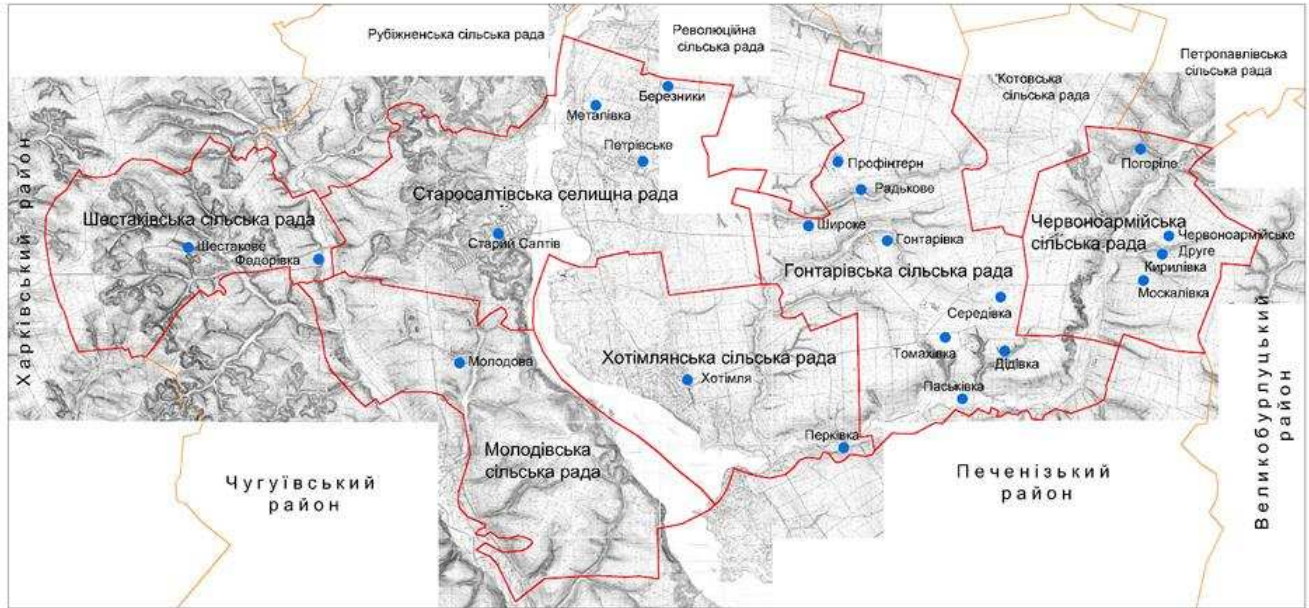 Рубіжненська сільська рада
Революційна
сільська рада
Петропавлівська
сільська рада
Котовська
сільська рада
Березники
Металівка
Петрівське
Профінтерн
Погоріле
Радькове
Старосалтівська селищна рада
Шестаківська сільська рада
Червоноармійська
сільська рада
Широке
Старий Салтів
Гонтарівка
Червоноармійське
Друге
Шестакове
Федорівка
Кирилівка
Гонтарівська сільська рада
Москалівка
Середівка
Томахівка
Дідівка
Молодова
Хотімлянська сільська рада
Хотімля
Паськівка
Перківка
Молодівська
сільська рада
Чугуївський
район
Печенізький
район
Харківський район
Великобурлуцький
район